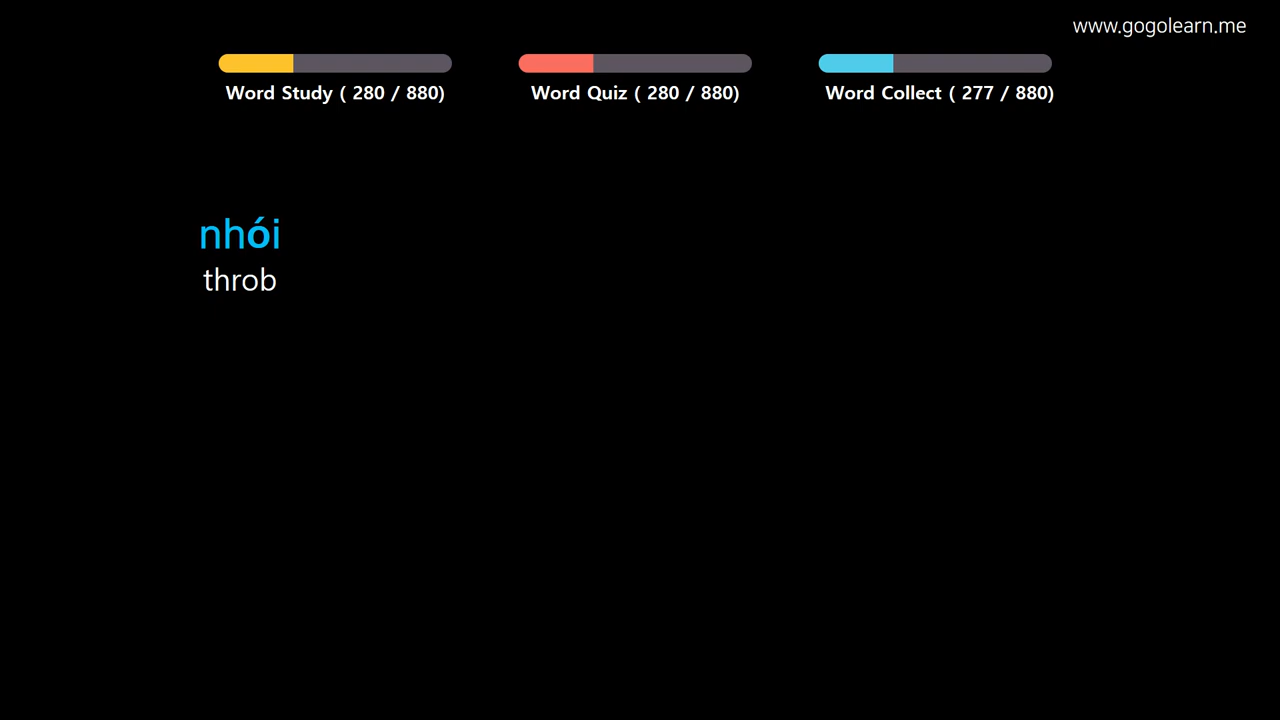 www.gogolearn.me
Word Study ( 280 / 880)
Word Quiz ( 280 / 880)
Word Collect ( 277 / 880)
nhói
throb